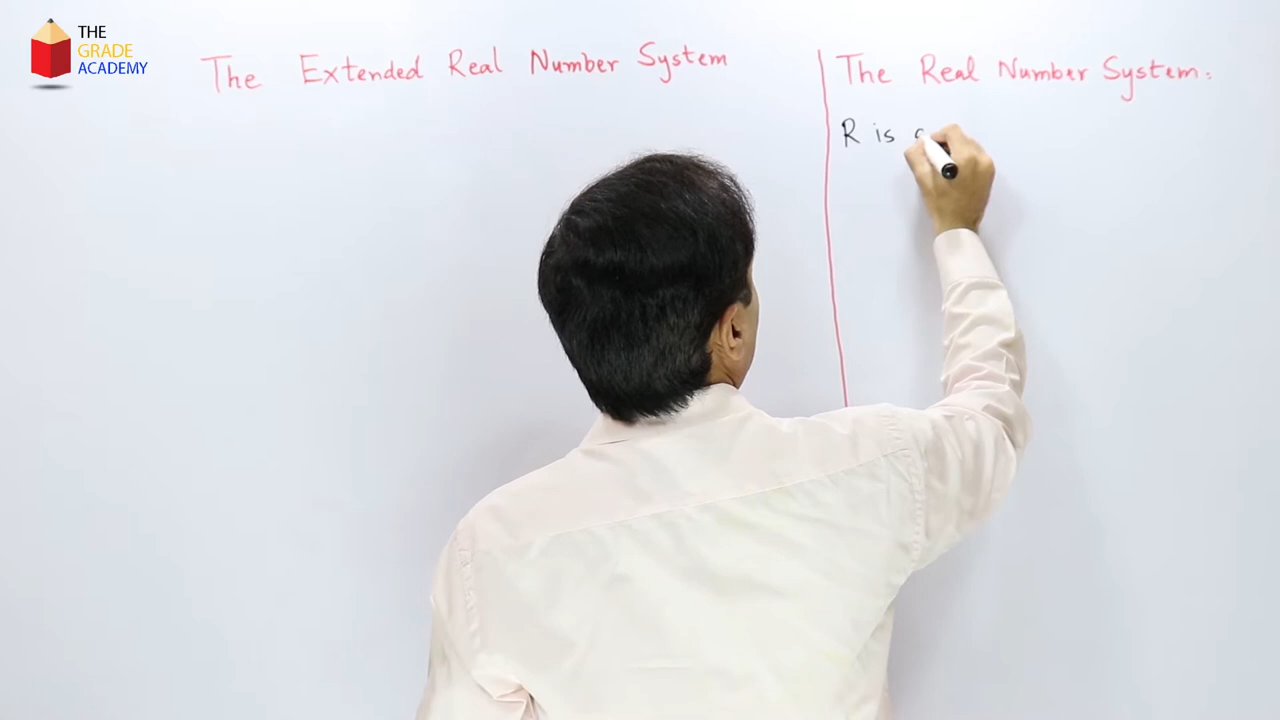 THE
GRADE
ACADEMY
The Extended Real Number System
The Real Number System.
R is